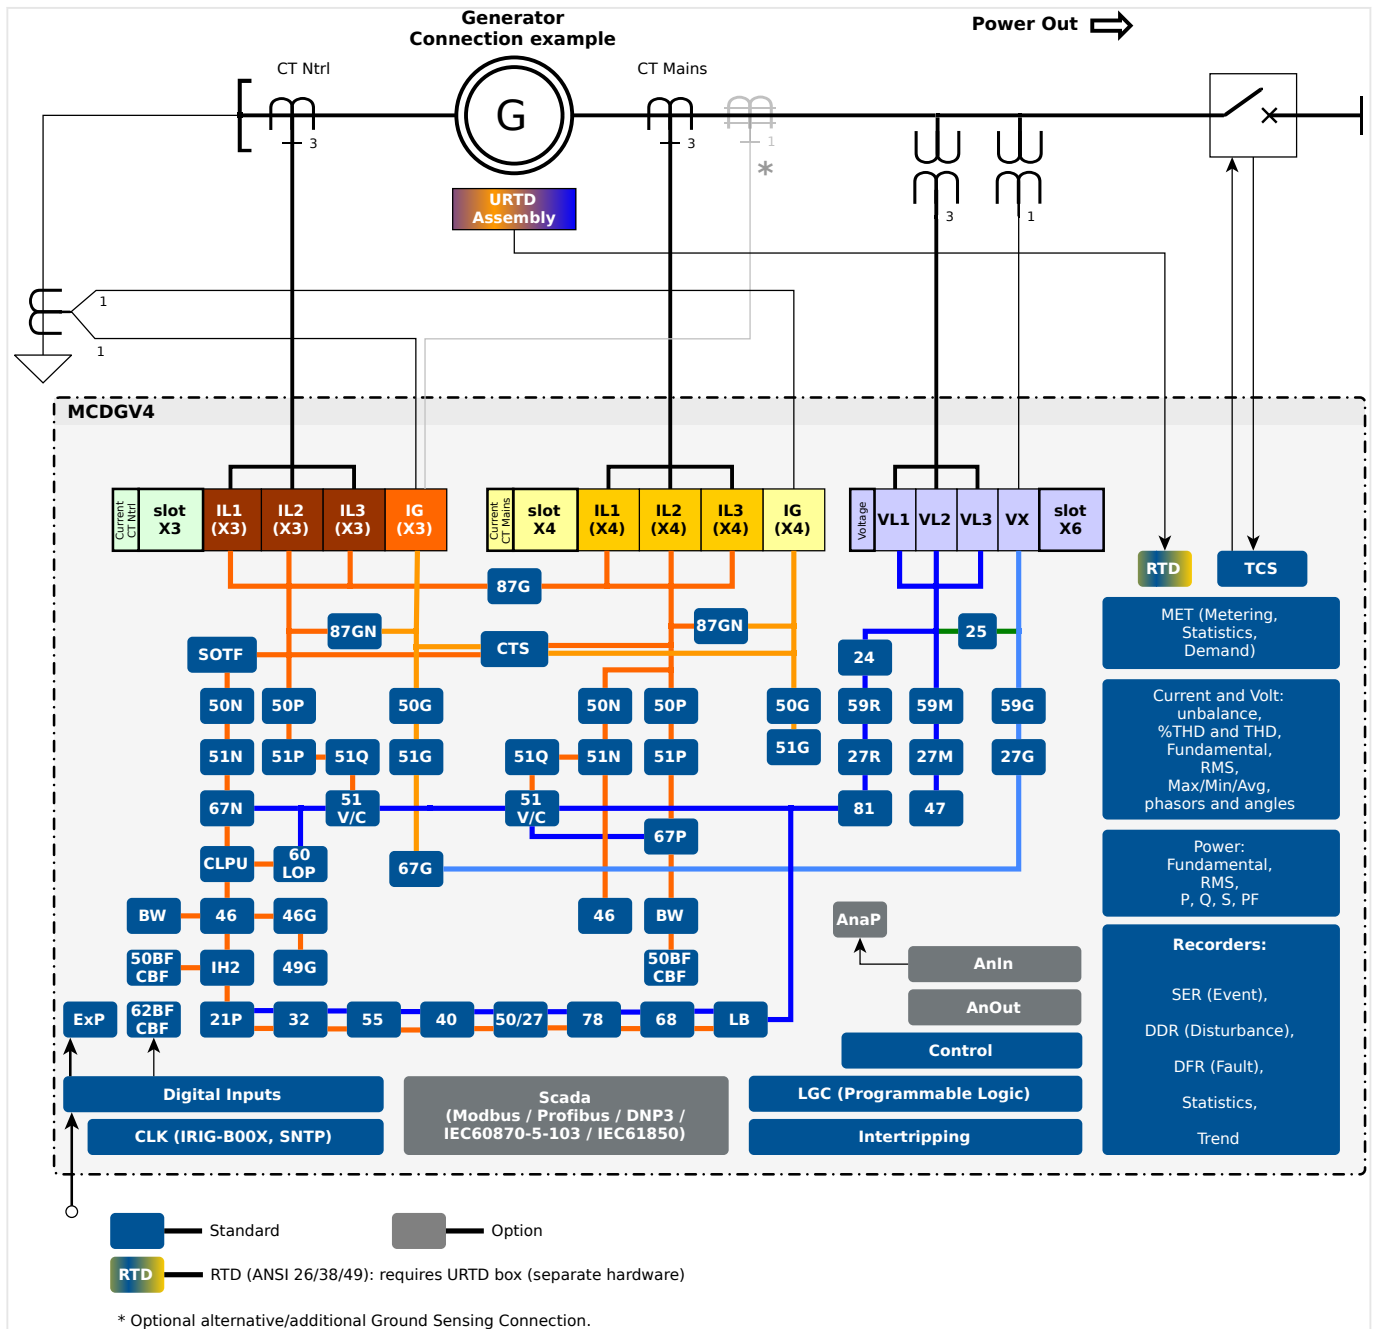 Generator
Connection example
Power Out
CT Ntrl
CT Mains
G
3
3
1
*
URTD
Assembly
3
1
1
1
MCDGV4
Current
CT Ntrl
slot
X3
IL1
(X3)
IL2
(X3)
IL3
(X3)
IG
(X3)
Current
CT Mains
slot
X4
IL1
(X4)
IL2
(X4)
IL3
(X4)
IG
(X4)
Voltage
VL1
VL2
VL3
VX
slot
X6
87G
RTD
TCS
87GN
87GN
25
SOTF
CTS
24
MET (Metering,
Statistics,
Demand)
50N
50P
50G
50N
50P
50G
59R
59M
59G
51N
51P
51Q
51G
51Q
51N
51P
51G
27R
27M
27G
Current and Volt:
unbalance,
%THD and THD,
Fundamental,
RMS,
Max/Min/Avg,
phasors and angles
67N
51
V/C
51
V/C
67P
81
47
CLPU
60
LOP
67G
Power:
Fundamental,
RMS,
P, Q, S, PF
BW
46
46G
46
BW
AnaP
50BF
CBF
IH2
49G
50BF
CBF
AnIn
AnOut
Recorders:
SER (Event),
DDR (Disturbance),
DFR (Fault),
Statistics,
Trend
ExP
62BF
CBF
21P
32
55
40
50/27
78
68
LB
Control
Digital Inputs
CLK (IRIG-B00X, SNTP)
Scada
(Modbus / Profibus / DNP3 /
IEC60870-5-103 / IEC61850)
LGC (Programmable Logic)
Intertripping
Standard
Option
RTD
RTD (ANSI 26/38/49): requires URTD box (separate hardware)
* Optional alternative/additional Ground Sensing Connection.